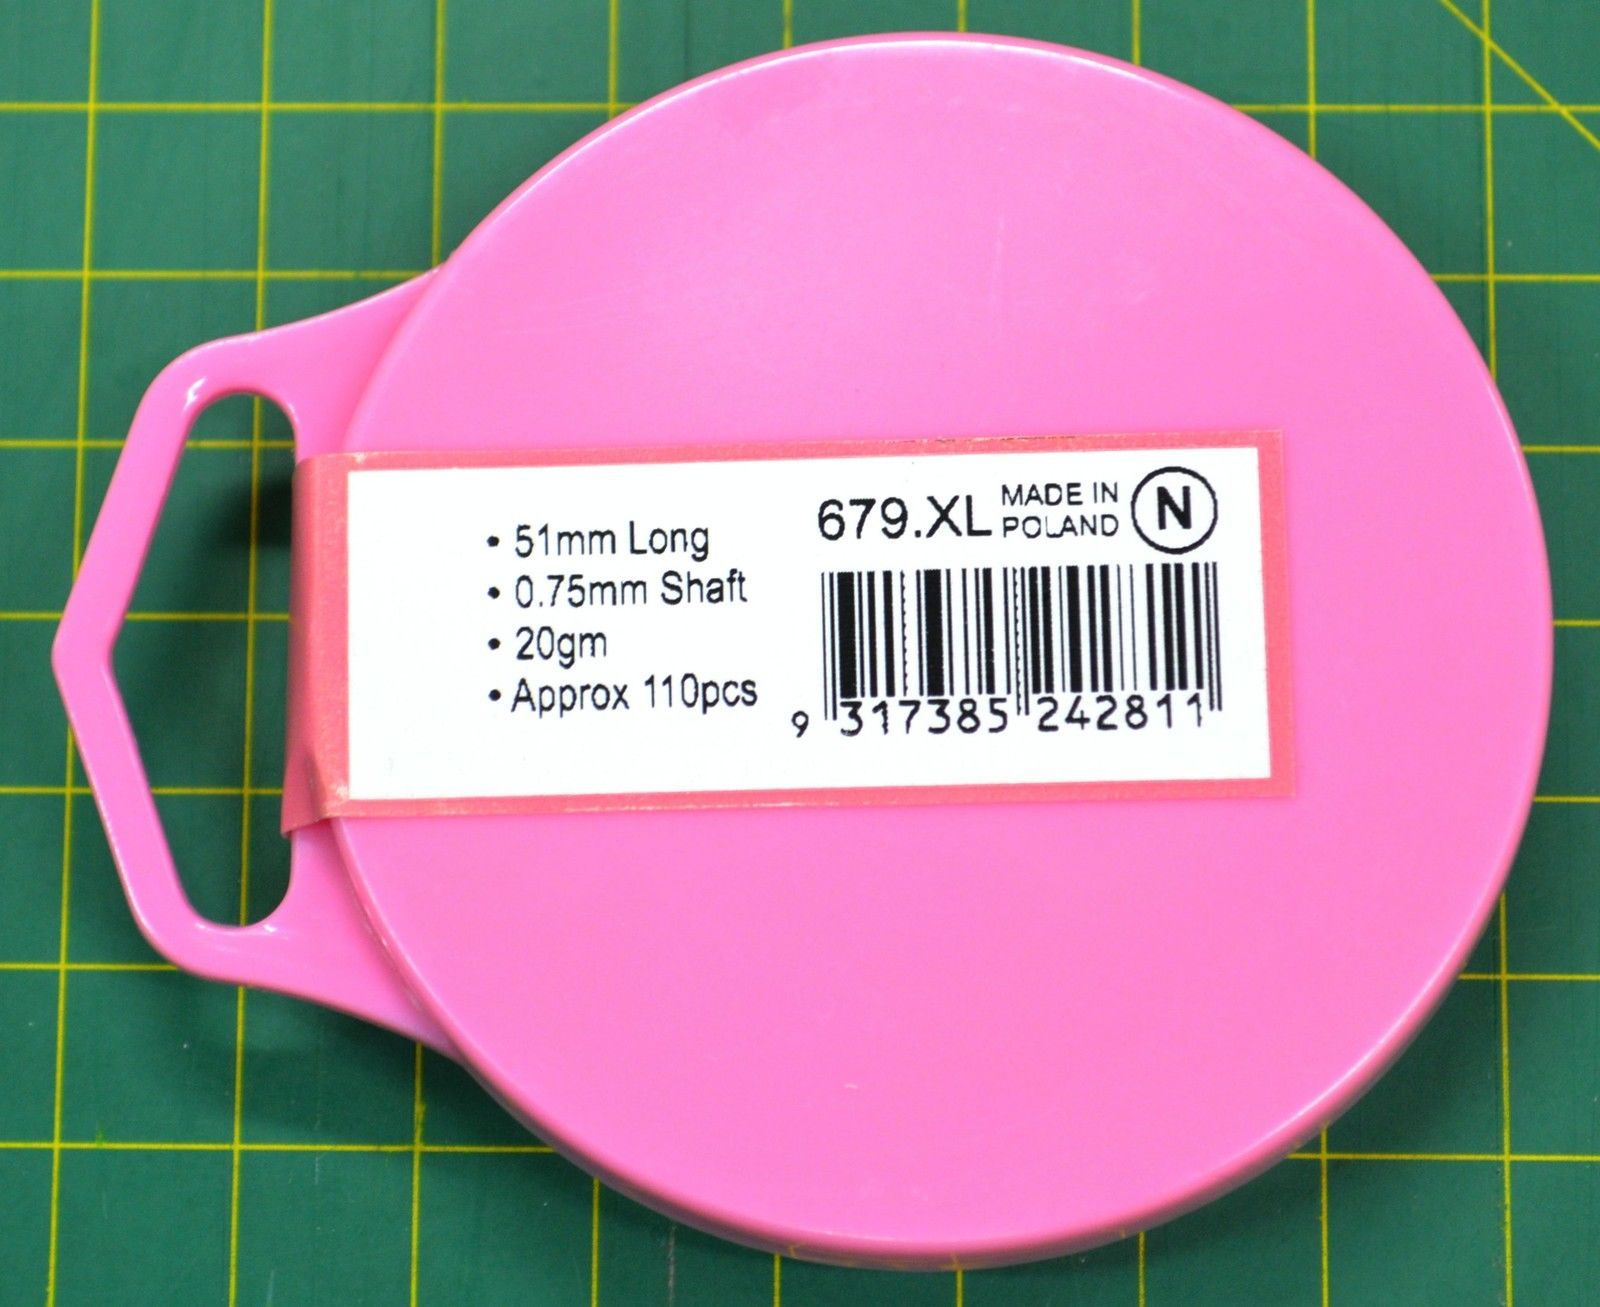 • 51mm Long
• 0.75mm Shaft
• 20gm
• Approx 110pcs
679.XL
MADE IN
POLAND
N
9 317385 242811